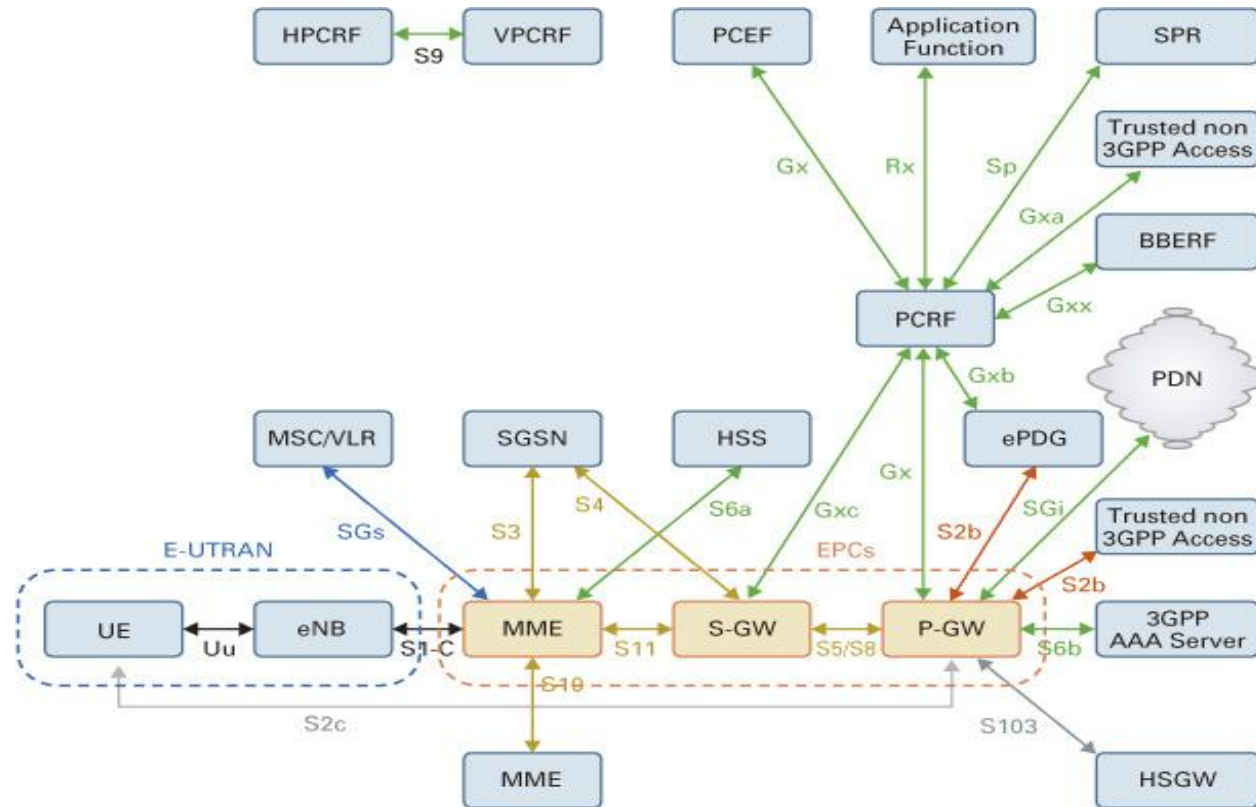 HPCRF
S9
VPCRF
PCEF
Application
Function
SPR
Trusted non
3GPP Access
Gx
Rx
Sp
Gxa
BBERF
Gxx
PCRF
Gxb
PDN
MSC/VLR
SGSN
HSS
ePDG
Gx
SGs
S3
S4
S6a
Gxc
S2b
SGi
Trusted non
3GPP Access
E-UTRAN
EPCs
S2b
UE
Uu
eNB
S1-C
MME
S11
S-GW
S5/S8
P-GW
S6b
3GPP
AAA Server
S10
S2c
S103
MME
HSGW